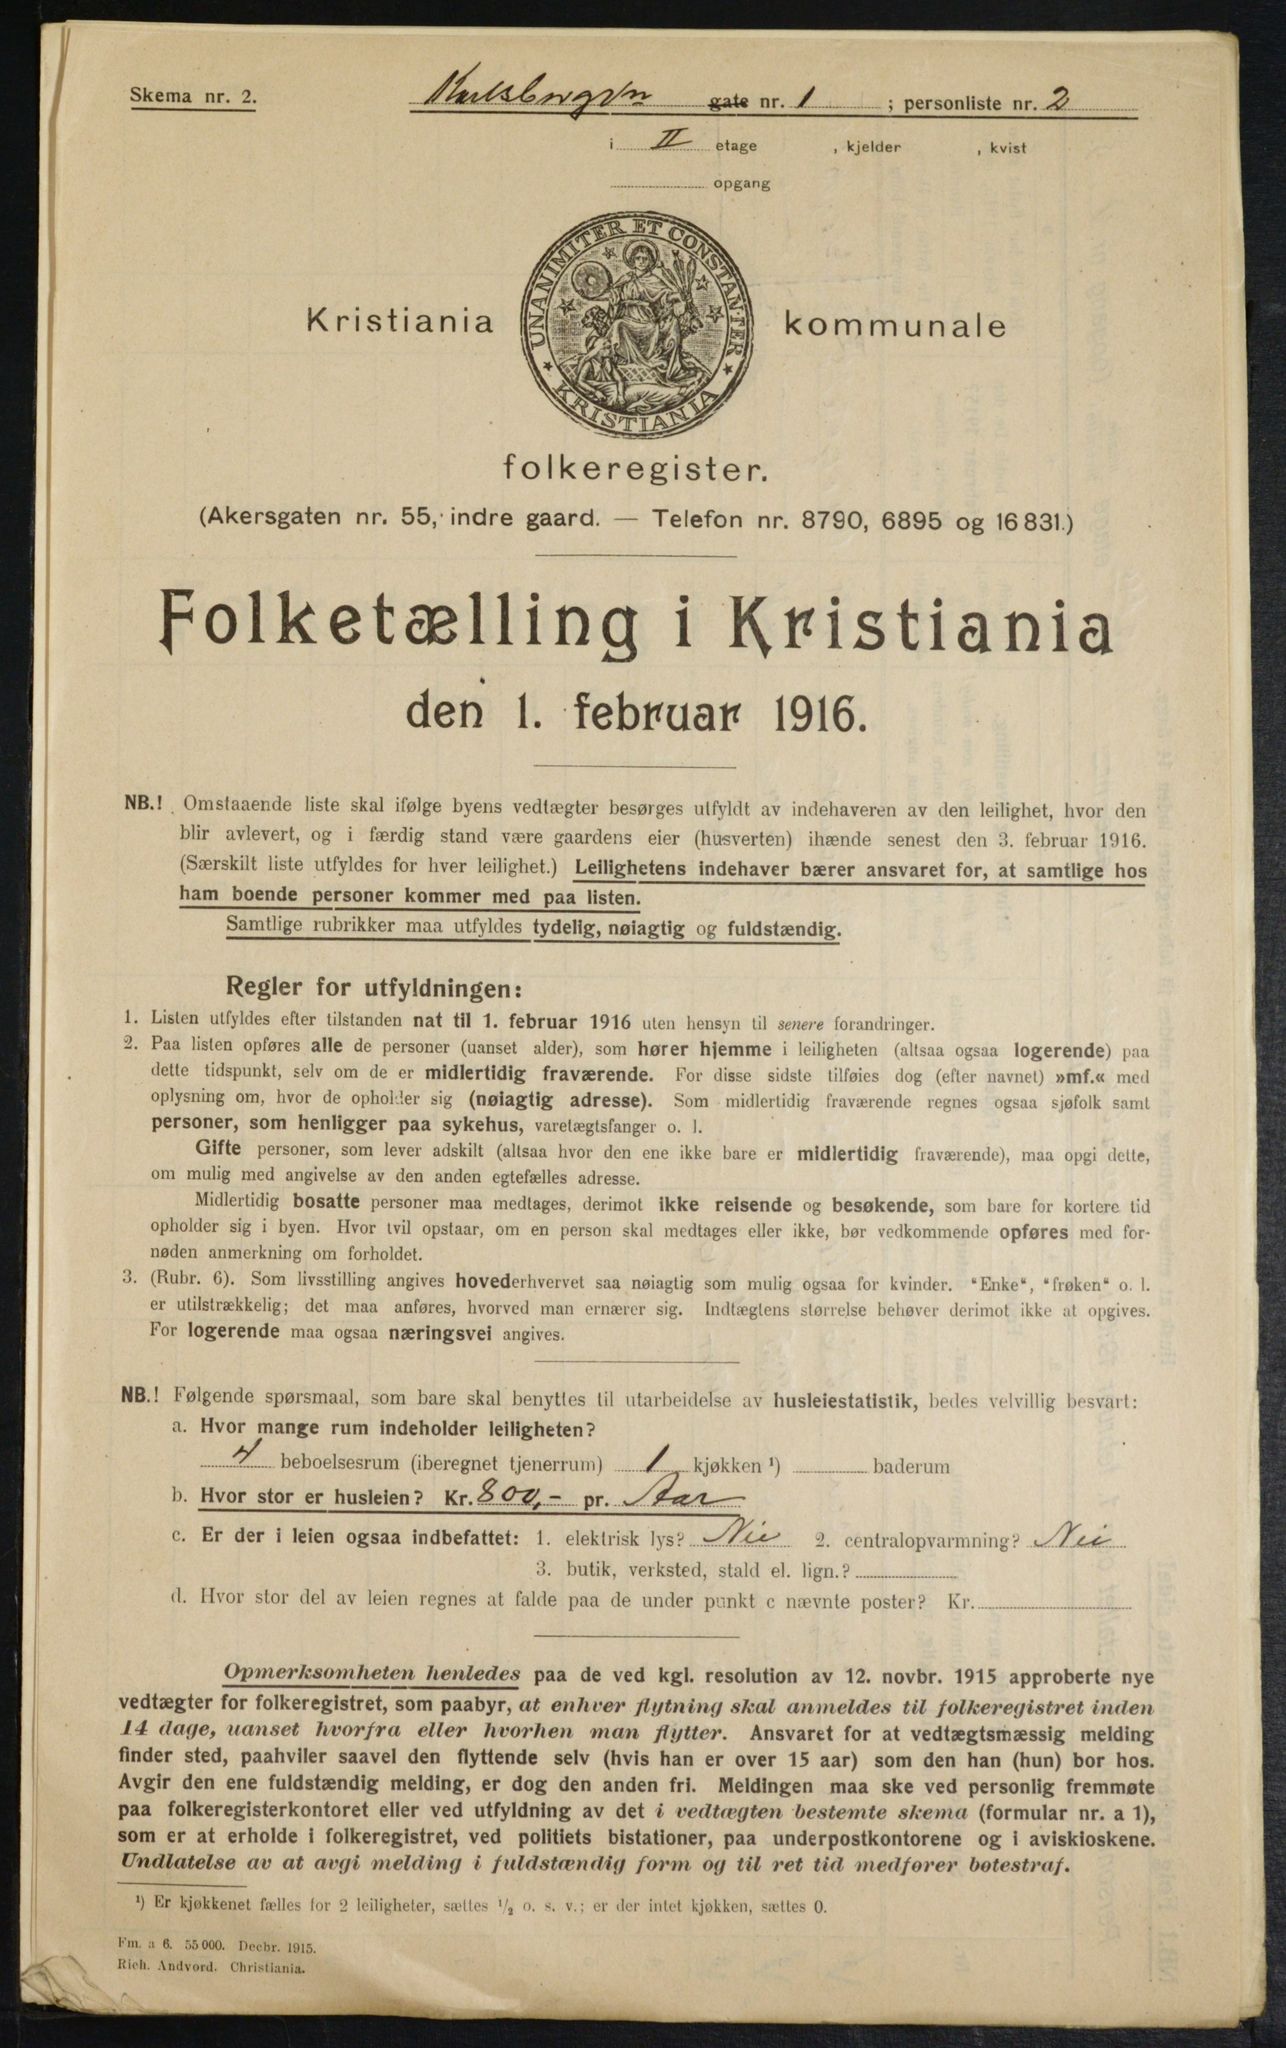 Skema nr. 2.
Karlsborgvn gate nr. 1 ; personliste nr. 2
i II etage , kjelder , kvist
opgang
UNANIMITER ET CONSTANTER
KRISTIANIA
Kristiania kommunale
folkeregister.
(Akersgaten nr. 55, indre gaard. — Telefon nr. 8790, 6895 og 16831.)
Folketælling i Kristiania
den 1. februar 1916.
NB.! Omstaaende liste skal ifølge byens vedtægter besørges utfyldt av indehaveren av den leilighet, hvor den
blir avlevert, og i færdig stand være gaardens eier (husverten) ihænde senest den 3. februar 1916.
(Særskilt liste utfyldes for hver leilighet.) Leilighetens indehaver bærer ansvaret for, at samtlige hos
ham boende personer kommer med paa listen.
Samtlige rubrikker maa utfyldes tydelig, nøiagtig og fuldstændig.
Regler for utfyldningen:
1. Listen utfyldes efter tilstanden nat til 1. februar 1916 uten hensyn til senere forandringer.
2. Paa listen opføres alle de personer (uanset alder), som hører hjemme i leiligheten (altsaa ogsaa logerende) paa
dette tidspunkt, selv om de er midlertidig fraværende. For disse sidste tilføies dog (efter navnet) »mf.« med
oplysning om, hvor de opholder sig (nøiagtig adresse). Som midlertidig fraværende regnes ogsaa sjøfolk samt
personer, som henligger paa sykehus, varetægtsfanger o. l.
Gifte personer, som lever adskilt (altsaa hvor den ene ikke bare er midlertidig fraværende), maa opgi dette,
om mulig med angivelse av den anden egtefælles adresse.
Midlertidig bosatte personer maa medtages, derimot ikke reisende og besøkende, som bare for kortere tid
opholder sig i byen. Hvor tvil opstaar, om en person skal medtages eller ikke, bør vedkommende opføres med for-
nøden anmerkning om forholdet.
3. (Rubr. 6). Som livsstilling angives hovederhvervet saa nøiagtig som mulig ogsaa for kvinder. "Enke", "frøken" o. l.
er utilstrækkelig; det maa anføres, hvorved man ernærer sig. Indtægtens størrelse behøver derimot ikke at opgives.
For logerende maa ogsaa næringsvei angives.
NB.! Følgende spørsmaal, som bare skal benyttes til utarbeidelse av husleiestatistik, bedes velvillig besvart:
a. Hvor mange rum indeholder leiligheten?
4 beboelsesrum (iberegnet tjenerrum) 1 kjøkken ¹) baderum
b. Hvor stor er husleien? Kr. 800,- pr. Aar
c. Er der i leien ogsaa indbefattet: 1. elektrisk lys? Nei 2. centralopvarmning? Nei
3. butik, verksted, stald el. lign.?
d. Hvor stor del av leien regnes at falde paa de under punkt c nævnte poster? Kr.
Opmerksomheten henledes paa de ved kgl. resolution av 12. novbr. 1915 approberte nye
vedtægter for folkeregistret, som paabyr, at enhver flytning skal anmeldes til folkeregistret inden
14 dage, uanset hvorfra eller hvorhen man flytter. Ansvaret for at vedtægtsmæssig melding
finder sted, paahviler saavel den flyttende selv (hvis han er over 15 aar) som den han (hun) bor hos.
Avgir den ene fuldstændig melding, er dog den anden fri. Meldingen maa ske ved personlig fremmøte
paa folkeregisterkontoret eller ved utfyldning av det i vedtægten bestemte skema (formular nr. a 1),
som er at erholde i folkeregistret, ved politiets bistationer, paa underpostkontorene og i aviskioskene.
Undlatelse av at avgi melding i fuldstændig form og til ret tid medfører bøtestraf.
¹) Er kjøkkenet fælles for 2 leiligheter, sættes ½ o. s. v.; er der intet kjøkken, sættes 0.
Fm. a 6. 55000. Decbr. 1915.
Rich. Andvord. Christiania.